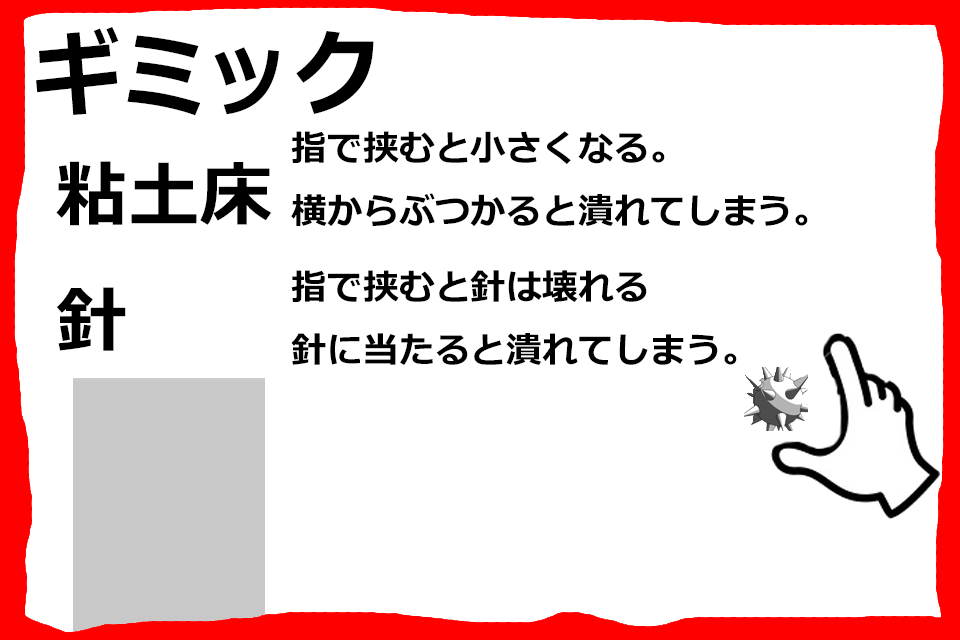 ギミック
粘土床
指で挟むと小さくなる。
横からぶつかると潰れてしまう。
針
指で挟むと針は壊れる
針に当たると潰れてしまう。